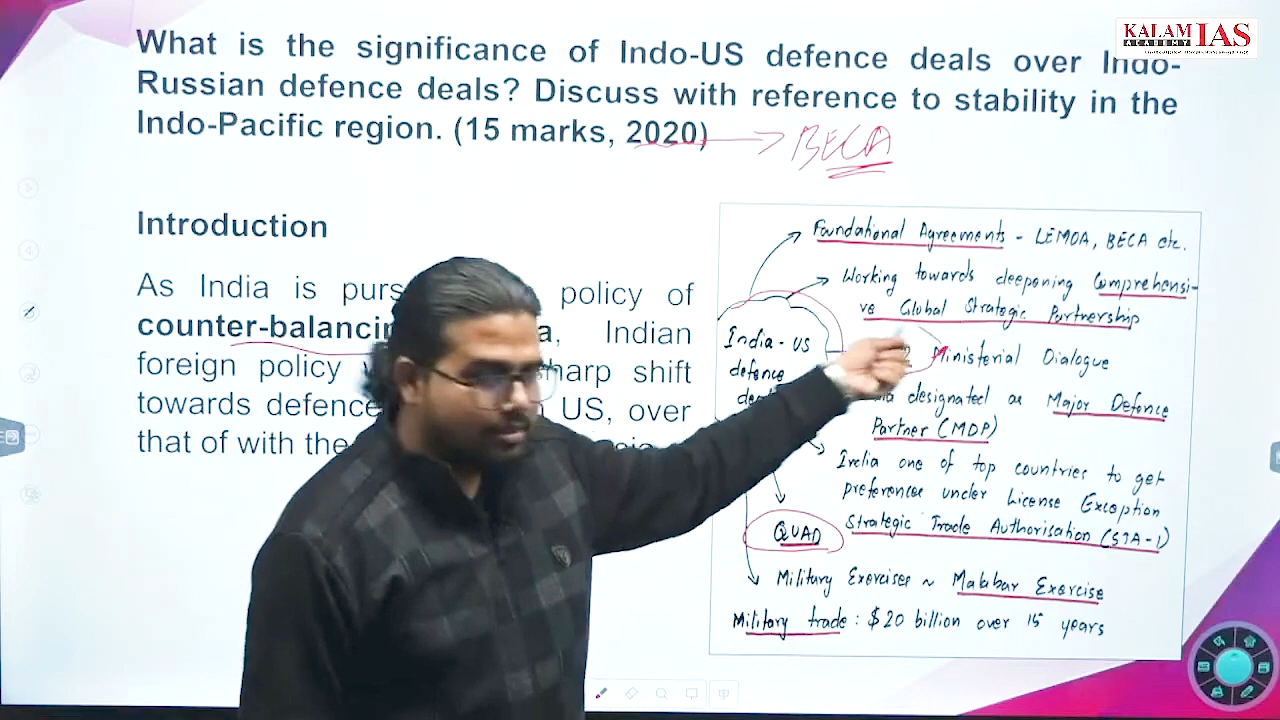 KALAM IAS
ACADEMY
What is the significance of Indo-US defence deals over Indo-
Russian defence deals? Discuss with reference to stability in the
Indo-Pacific region. (15 marks, 2020)
BECA
Introduction
As India is policy of
counter-balancing Indian
foreign policy sharp shift
towards defence US, over
that of with the
Foundational Agreements - LEMOA, BECA etc.
Working towards deepening Comprehensi-
ve Global Strategic Partnership
Ministerial Dialogue
designated as Major Defence
Partner (MDP)
India - US
defence
India one of top countries to get
preferences under License Exception
Strategic Trade Authorisation (STA-1)
QUAD
Military Exercises ~ Malabar Exercise
Military trade : $20 billion over 15 years